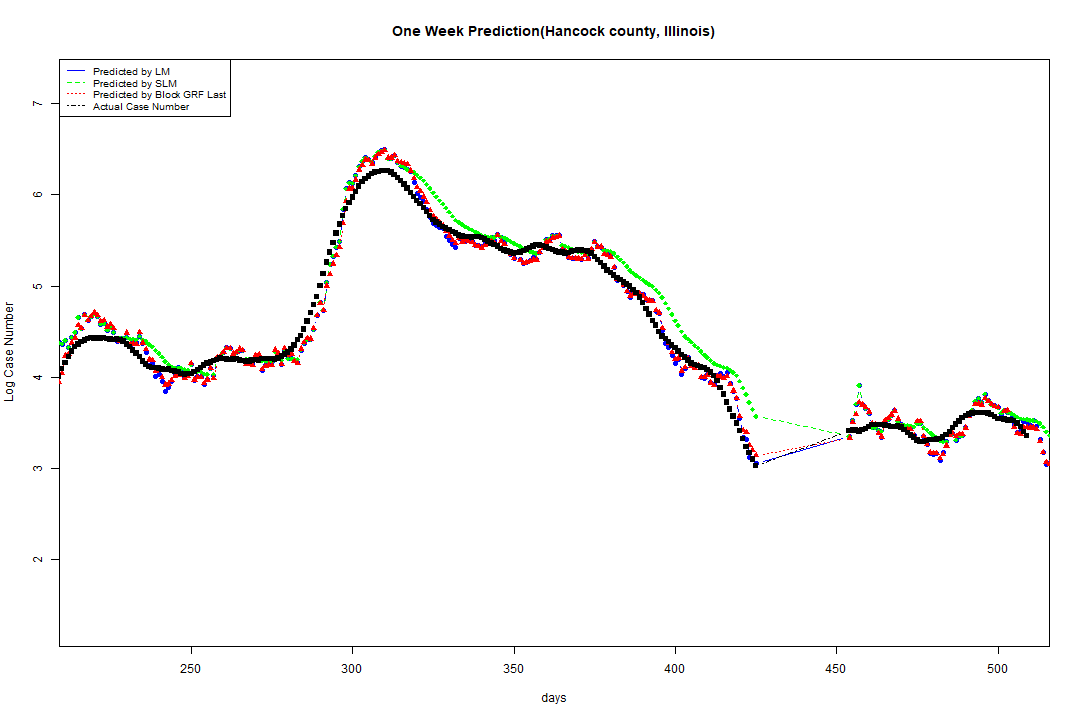 One Week Prediction(Hancock county, Illinois)
Predicted by LM
Predicted by SLM
Predicted by Block GRF Last
Actual Case Number
7
6
5
4
3
2
Log Case Number
250 300 350 400 450 500
days